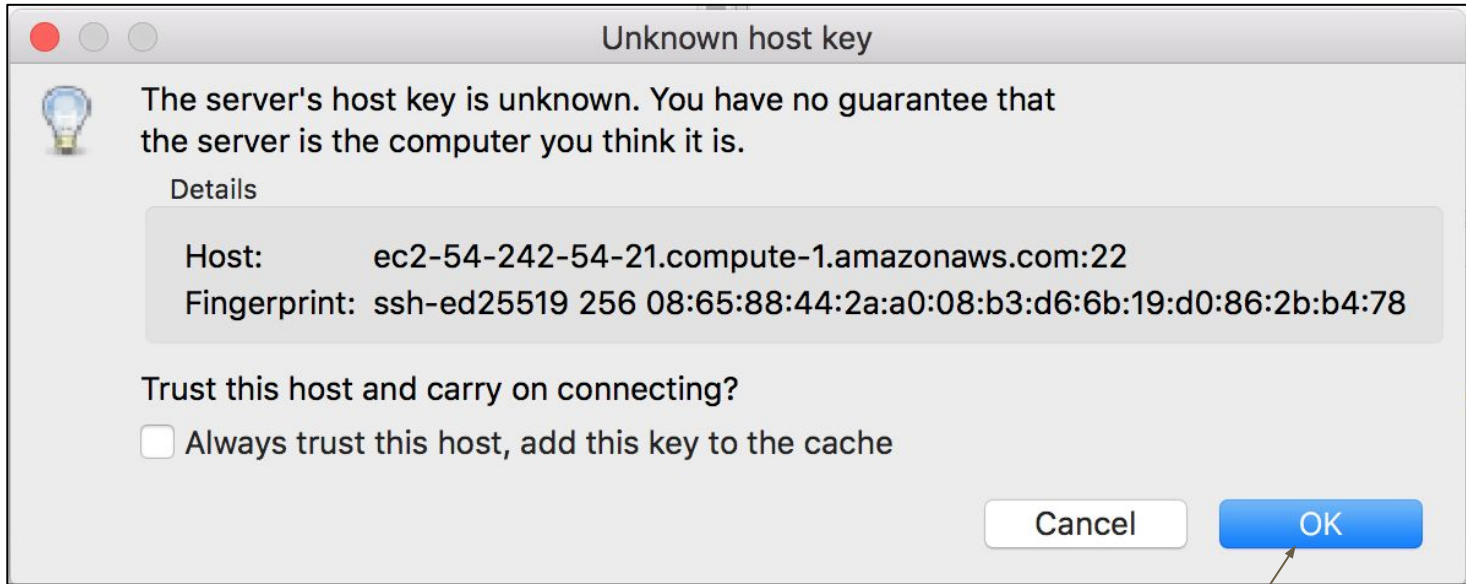 Unknown host key
The server's host key is unknown. You have no guarantee that
the server is the computer you think it is.
Details
Host: ec2-54-242-54-21.compute-1.amazonaws.com:22
Fingerprint: ssh-ed25519 256 08:65:88:44:2a:a0:08:b3:d6:6b:19:d0:86:2b:b4:78
Trust this host and carry on connecting?
Always trust this host, add this key to the cache
Cancel OK